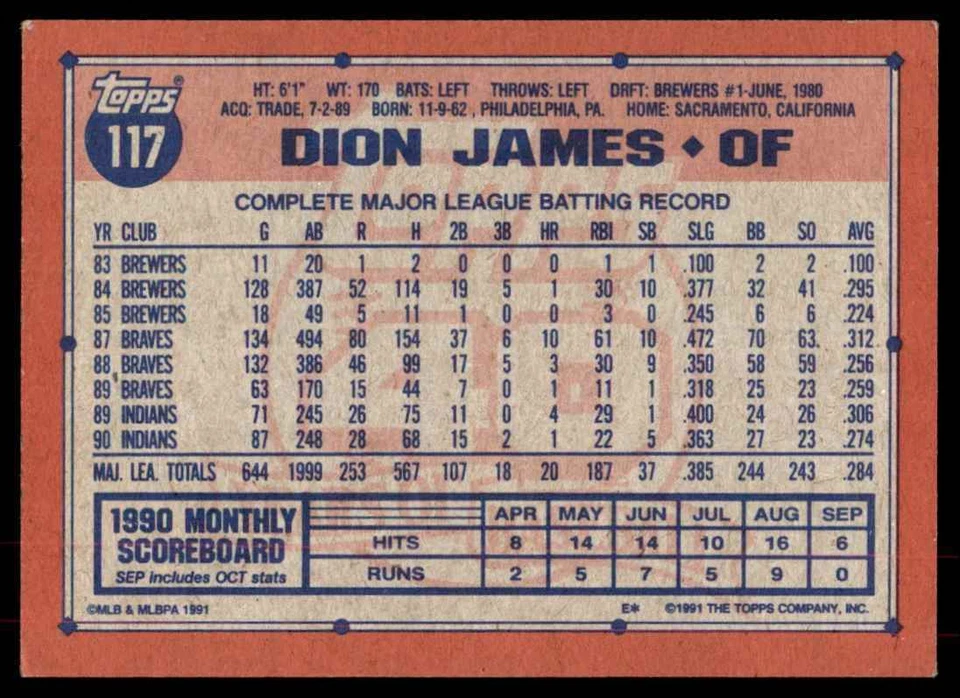 topps®
117
HT: 6'1" WT: 170 BATS: LEFT THROWS: LEFT DRFT: BREWERS #1-JUNE, 1980
ACQ: TRADE, 7-2-89 BORN: 11-9-62, PHILADELPHIA, PA. HOME: SACRAMENTO, CALIFORNIA
DION JAMES ◆ OF
COMPLETE MAJOR LEAGUE BATTING RECORD
YR CLUB G AB R H 2B 3B HR RBI SB SLG BB SO AVG
83 BREWERS 11 20 1 2 0 0 0 1 1 .100 2 2 .100
84 BREWERS 128 387 52 114 19 5 1 30 10 .377 32 41 .295
85 BREWERS 18 49 5 11 1 0 0 3 0 .245 6 6 .224
87 BRAVES 134 494 80 154 37 6 10 61 10 .472 70 63 .312
88 BRAVES 132 386 46 99 17 5 3 30 9 .350 58 59 .256
89 BRAVES 63 170 15 44 7 0 1 11 1 .318 25 23 .259
89 INDIANS 71 245 26 75 11 0 4 29 1 .400 24 26 .306
90 INDIANS 87 248 28 68 15 2 1 22 5 .363 27 23 .274
MAJ. LEA. TOTALS 644 1999 253 567 107 18 20 187 37 .385 244 243 .284
1990 MONTHLY SCOREBOARD
SEP includes OCT stats
APR MAY JUN JUL AUG SEP
HITS 8 14 14 10 16 6
RUNS 2 5 7 5 9 0
©MLB & MLBPA 1991 E* ©1991 THE TOPPS COMPANY, INC.